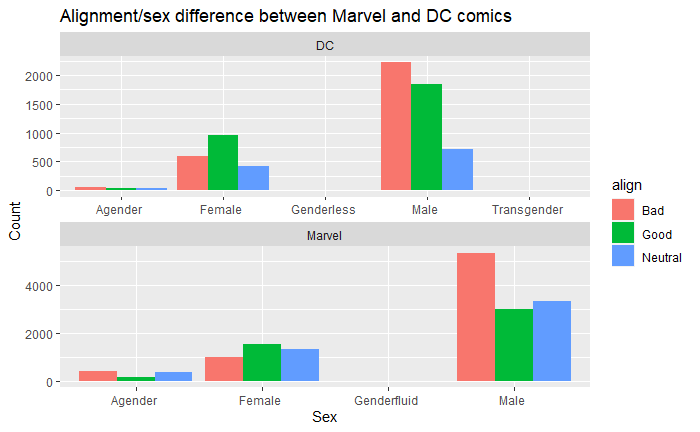 Alignment/sex difference between Marvel and DC comics
DC
2000
1500
1000
500
0
Agender Female Genderless Male Transgender
Marvel
4000
2000
0
Agender Female Genderfluid Male
Sex
Count
align
Bad
Good
Neutral